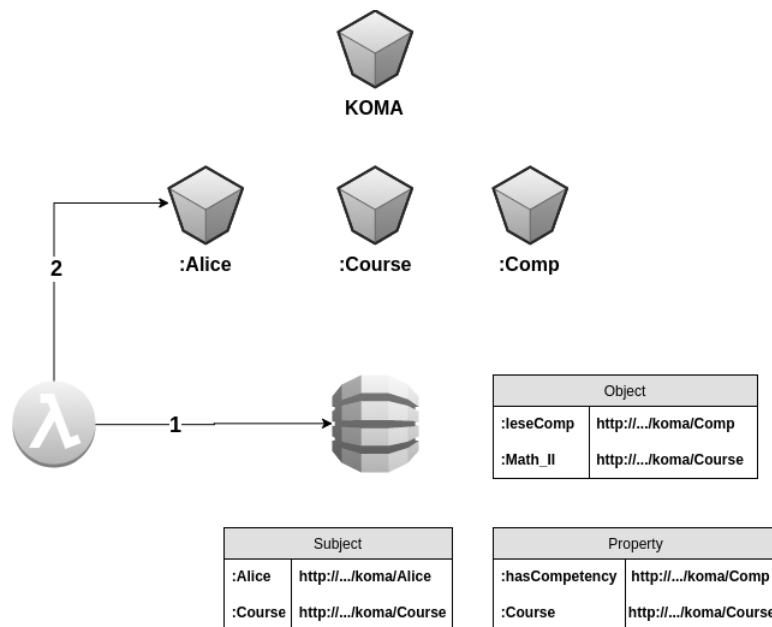 KOMA
:Alice
:Course
:Comp
2
1
Object
:leseComp http://.../koma/Comp
:Math_II http://.../koma/Course
Subject
:Alice http://.../koma/Alice
:Course http://.../koma/Course
Property
:hasCompetency http://.../koma/Comp
:Course http://.../koma/Course